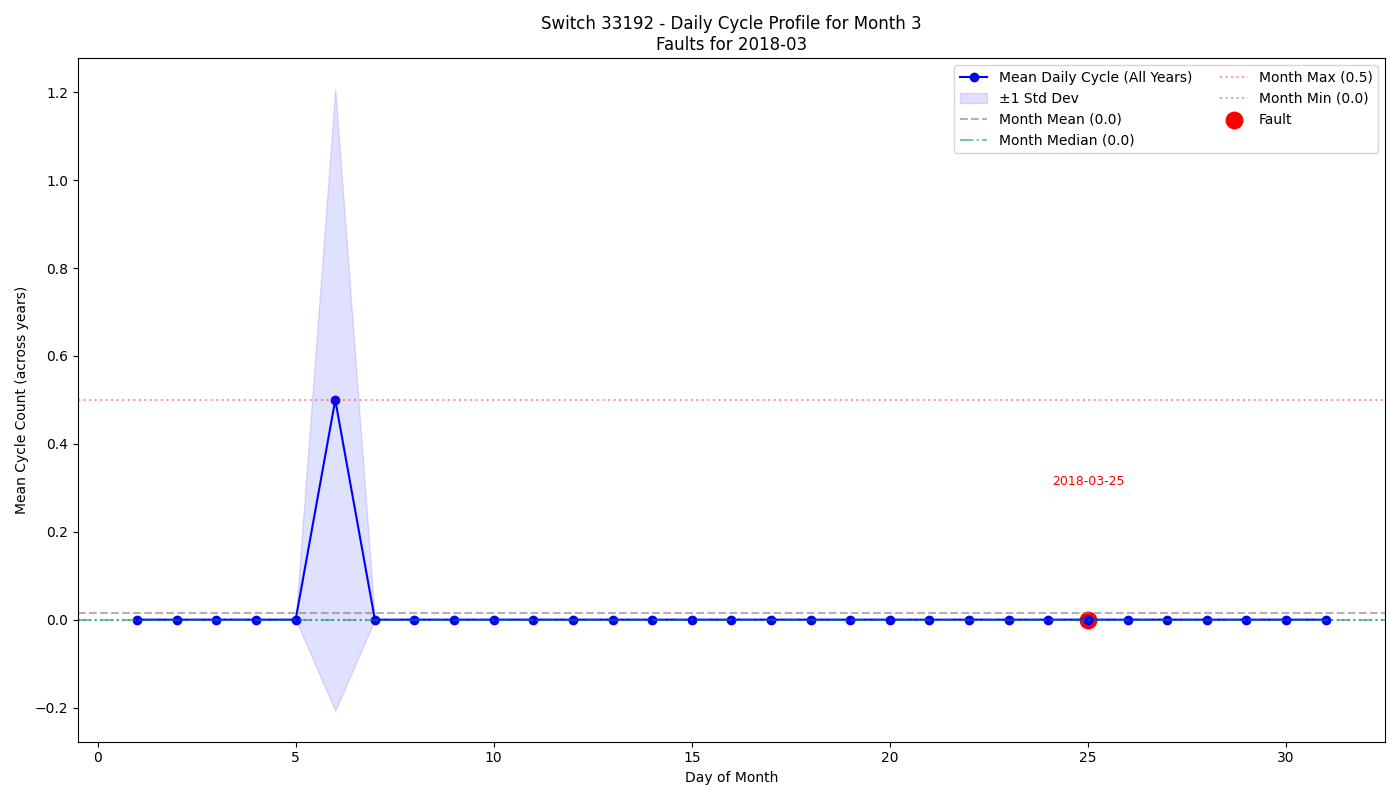 Switch 33192 - Daily Cycle Profile for Month 3
Faults for 2018-03
Mean Daily Cycle (All Years)
±1 Std Dev
Month Mean (0.0)
Month Median (0.0)
Month Max (0.5)
Month Min (0.0)
Fault
Mean Cycle Count (across years)
1.2
1.0
0.8
0.6
0.4
0.2
0.0
−0.2
2018-03-25
0 5 10 15 20 25 30
Day of Month